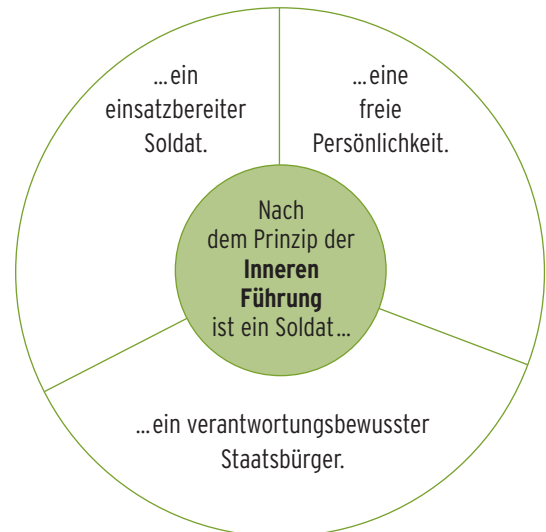 ...ein
einsatzbereiter
Soldat.
...eine
freie
Persönlichkeit.
Nach
dem Prinzip der
Inneren
Führung
ist ein Soldat...
...ein verantwortungsbewusster
Staatsbürger.